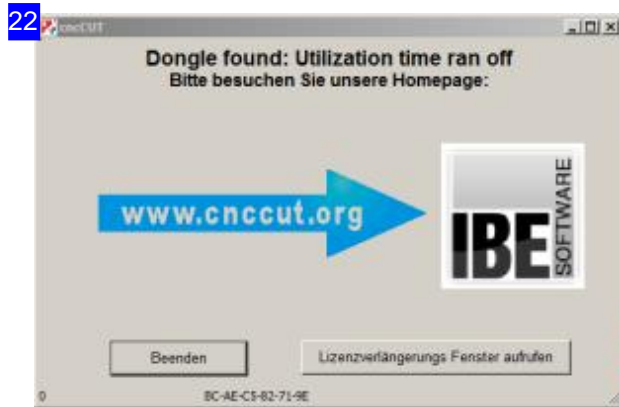 22
cncCUT
Dongle found: Utilization time ran off
Bitte besuchen Sie unsere Homepage:
www.cnccut.org
IBE SOFTWARE
Beenden
Lizenzverlängerungs Fenster aufrufen
0
BC-AE-C5-82-71-9E